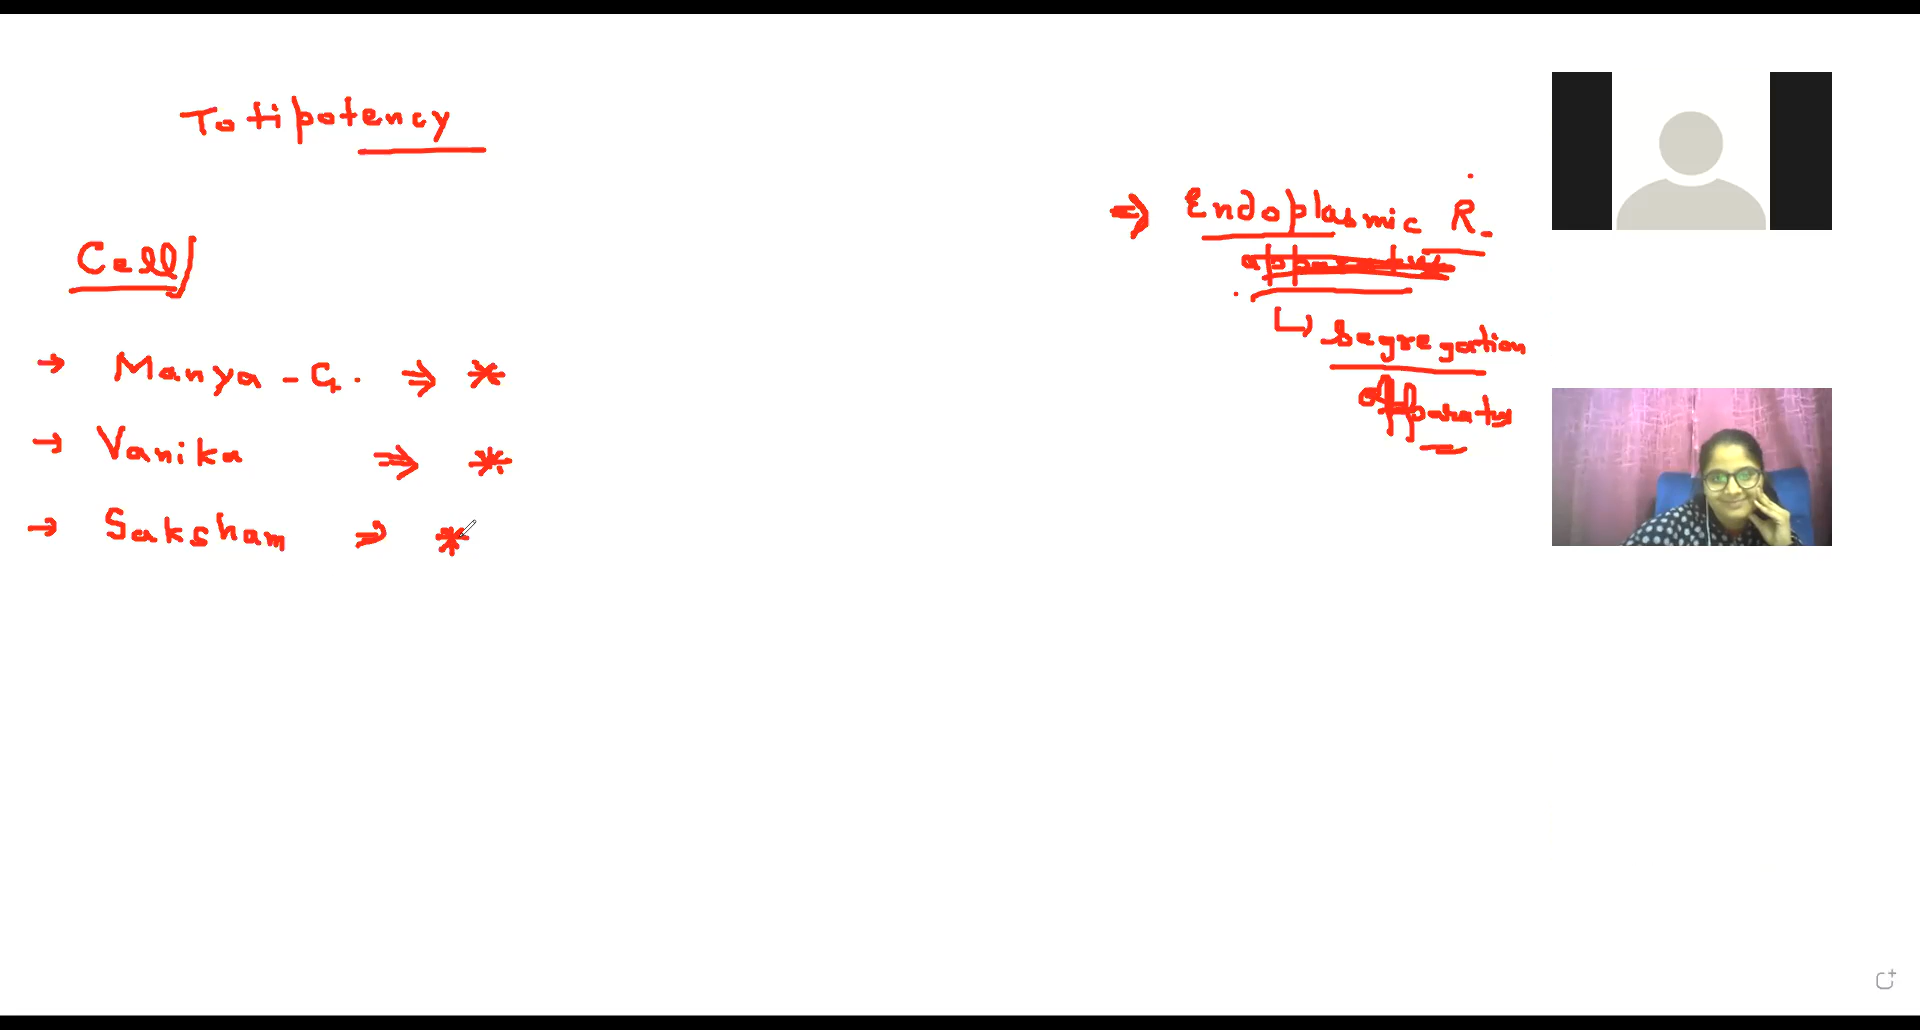 Totipotency
Cell
→ Manya - G. ⇒ *
→ Vanika ⇒ *
→ Saksham ⇒ *
⇒ Endoplasmic R.
↳ Segregation